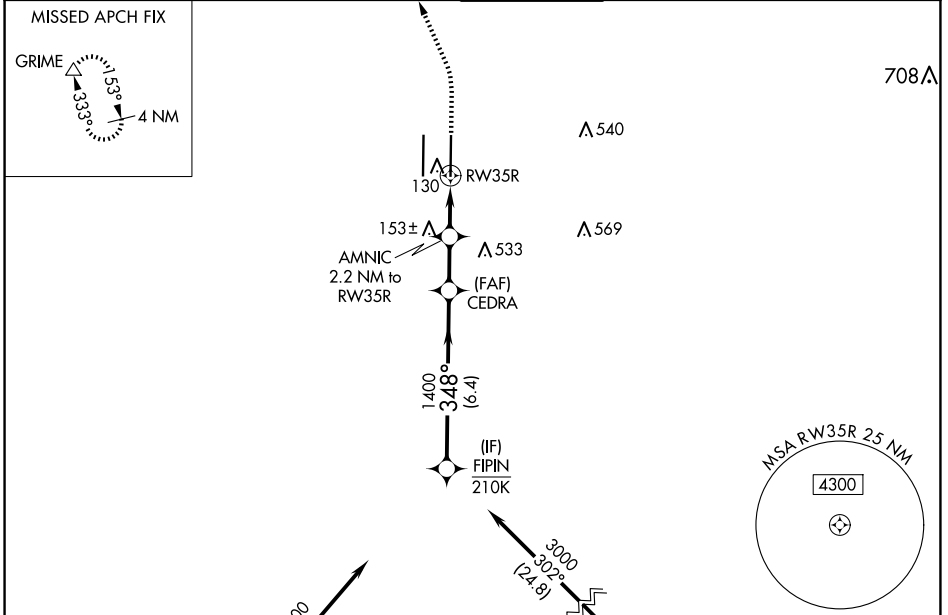 MISSED APCH FIX
GRIME
153°
333°
4 NM
708
540
130
RW35R
153±
569
533
AMNIC
2.2 NM to
RW35R
(FAF)
CEDRA
1400
348°
(6.4)
(IF)
FIPIN
210K
MSA RW35R 25 NM
4300
3000
302°
(24.8)